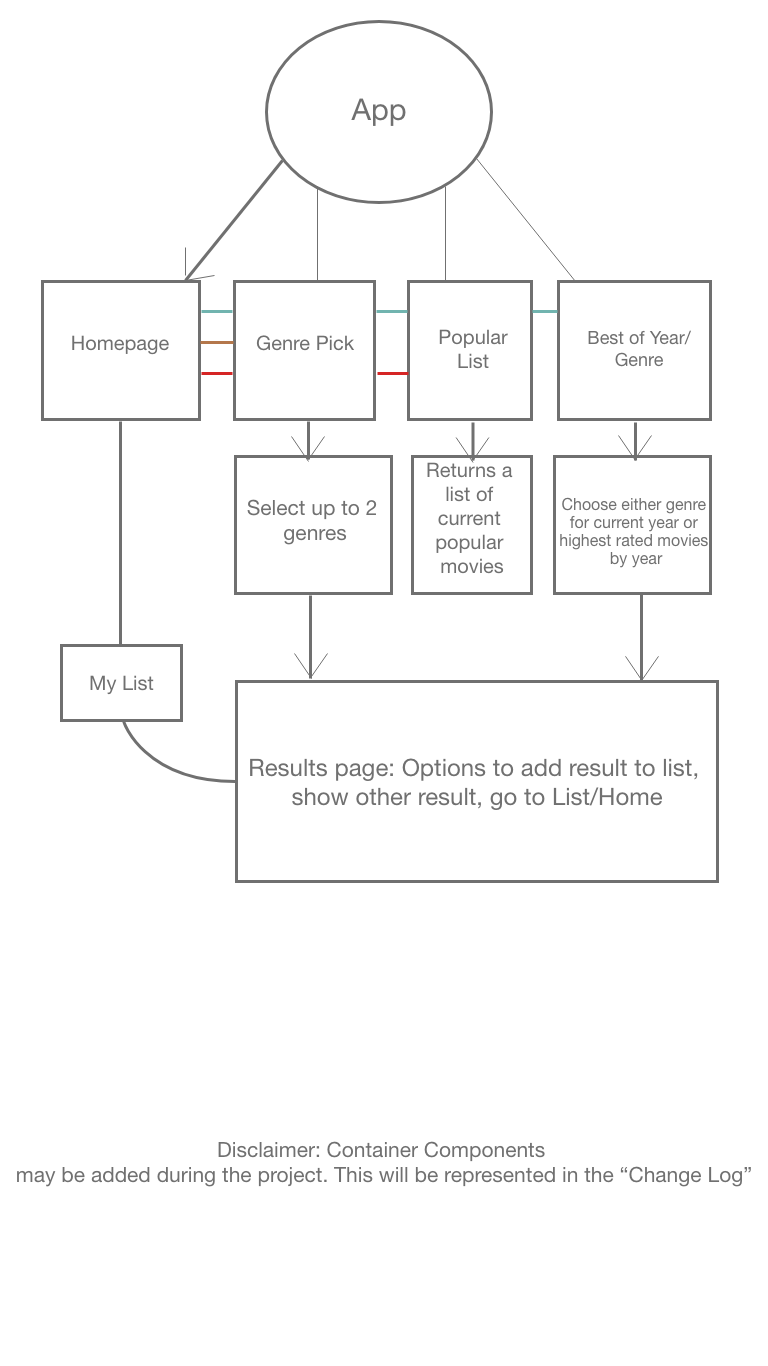 App
Homepage
Genre Pick
Popular
List
Best of Year/
Genre
Select up to 2
genres
Returns a
list of
current
popular
movies
Choose either genre
for current year or
highest rated movies
by year
My List
Results page: Options to add result to list,
show other result, go to List/Home
Disclaimer: Container Components
may be added during the project. This will be represented in the “Change Log”